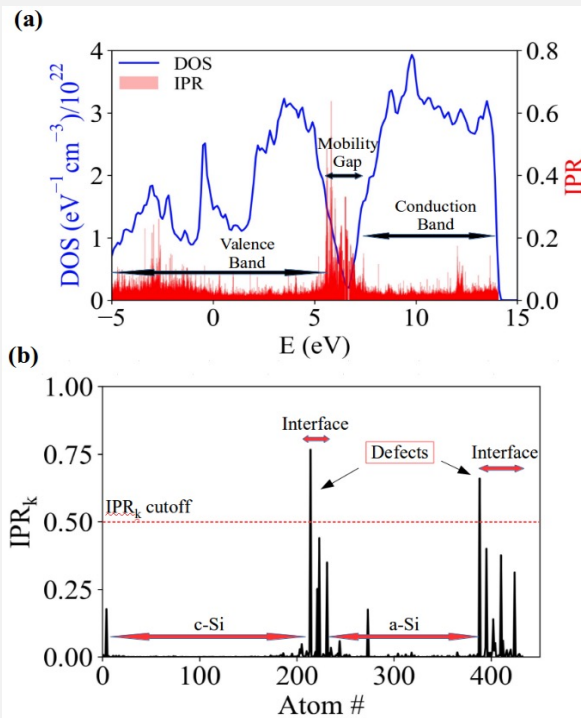 (a)
DOS
IPR
Mobility
Gap
Conduction
Band
Valence
Band
DOS (eV⁻¹ cm⁻³)/10²²
4
3
2
1
0
IPR
0.8
0.6
0.4
0.2
0.0
-5
0
5
10
15
E (eV)
(b)
Interface
Interface
Defects
IPRₖ cutoff
c-Si
a-Si
IPRₖ
1.00
0.75
0.50
0.25
0.00
0
100
200
300
400
Atom #